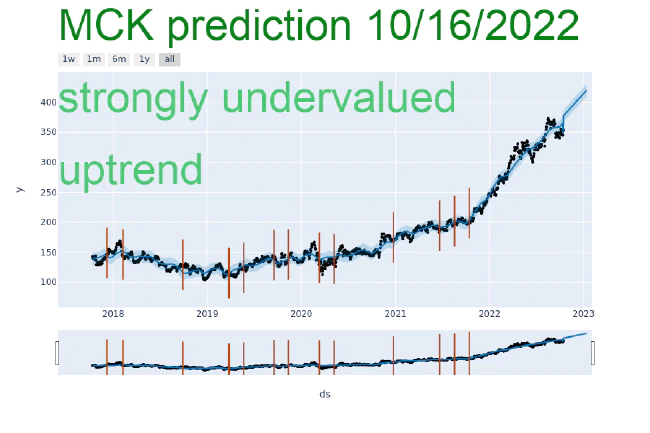 MCK prediction 10/16/2022
1w 1m 6m 1y all
strongly undervalued
uptrend
400
350
300
250
200
150
100
y
2018 2019 2020 2021 2022 2023
ds